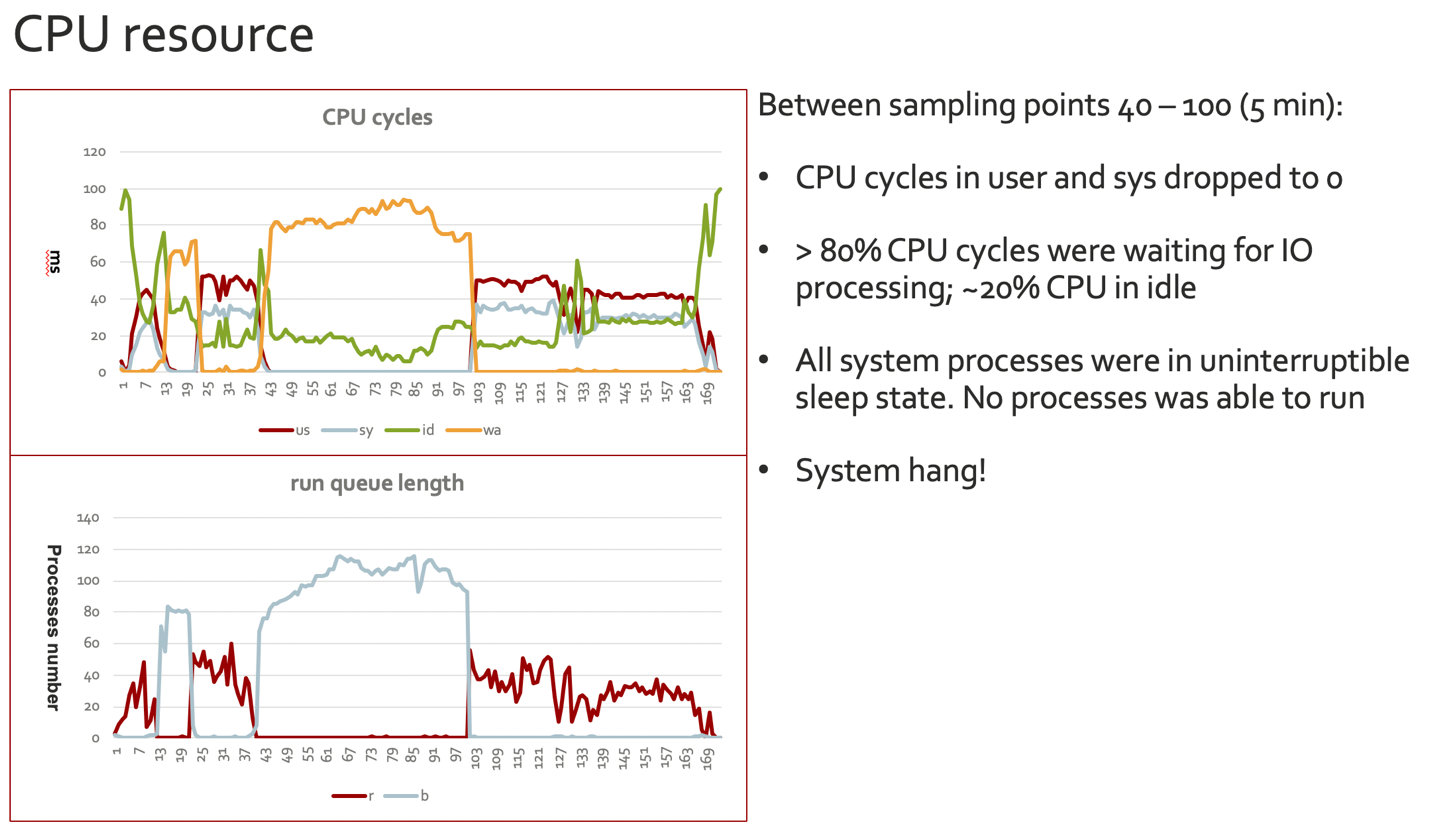 CPU resource
CPU cycles
120
100
80
60
40
20
0
ms
1 7 13 19 25 31 37 43 49 55 61 67 73 79 85 91 97 103 109 115 121 127 133 139 145 151 157 163 169
us sy id wa
run queue length
140
120
100
80
60
40
20
0
Processes number
1 7 13 19 25 31 37 43 49 55 61 67 73 79 85 91 97 103 109 115 121 127 133 139 145 151 157 163 169
r b
Between sampling points 40 – 100 (5 min):
• CPU cycles in user and sys dropped to 0
• > 80% CPU cycles were waiting for IO
processing; ~20% CPU in idle
• All system processes were in uninterruptible
sleep state. No processes was able to run
• System hang!